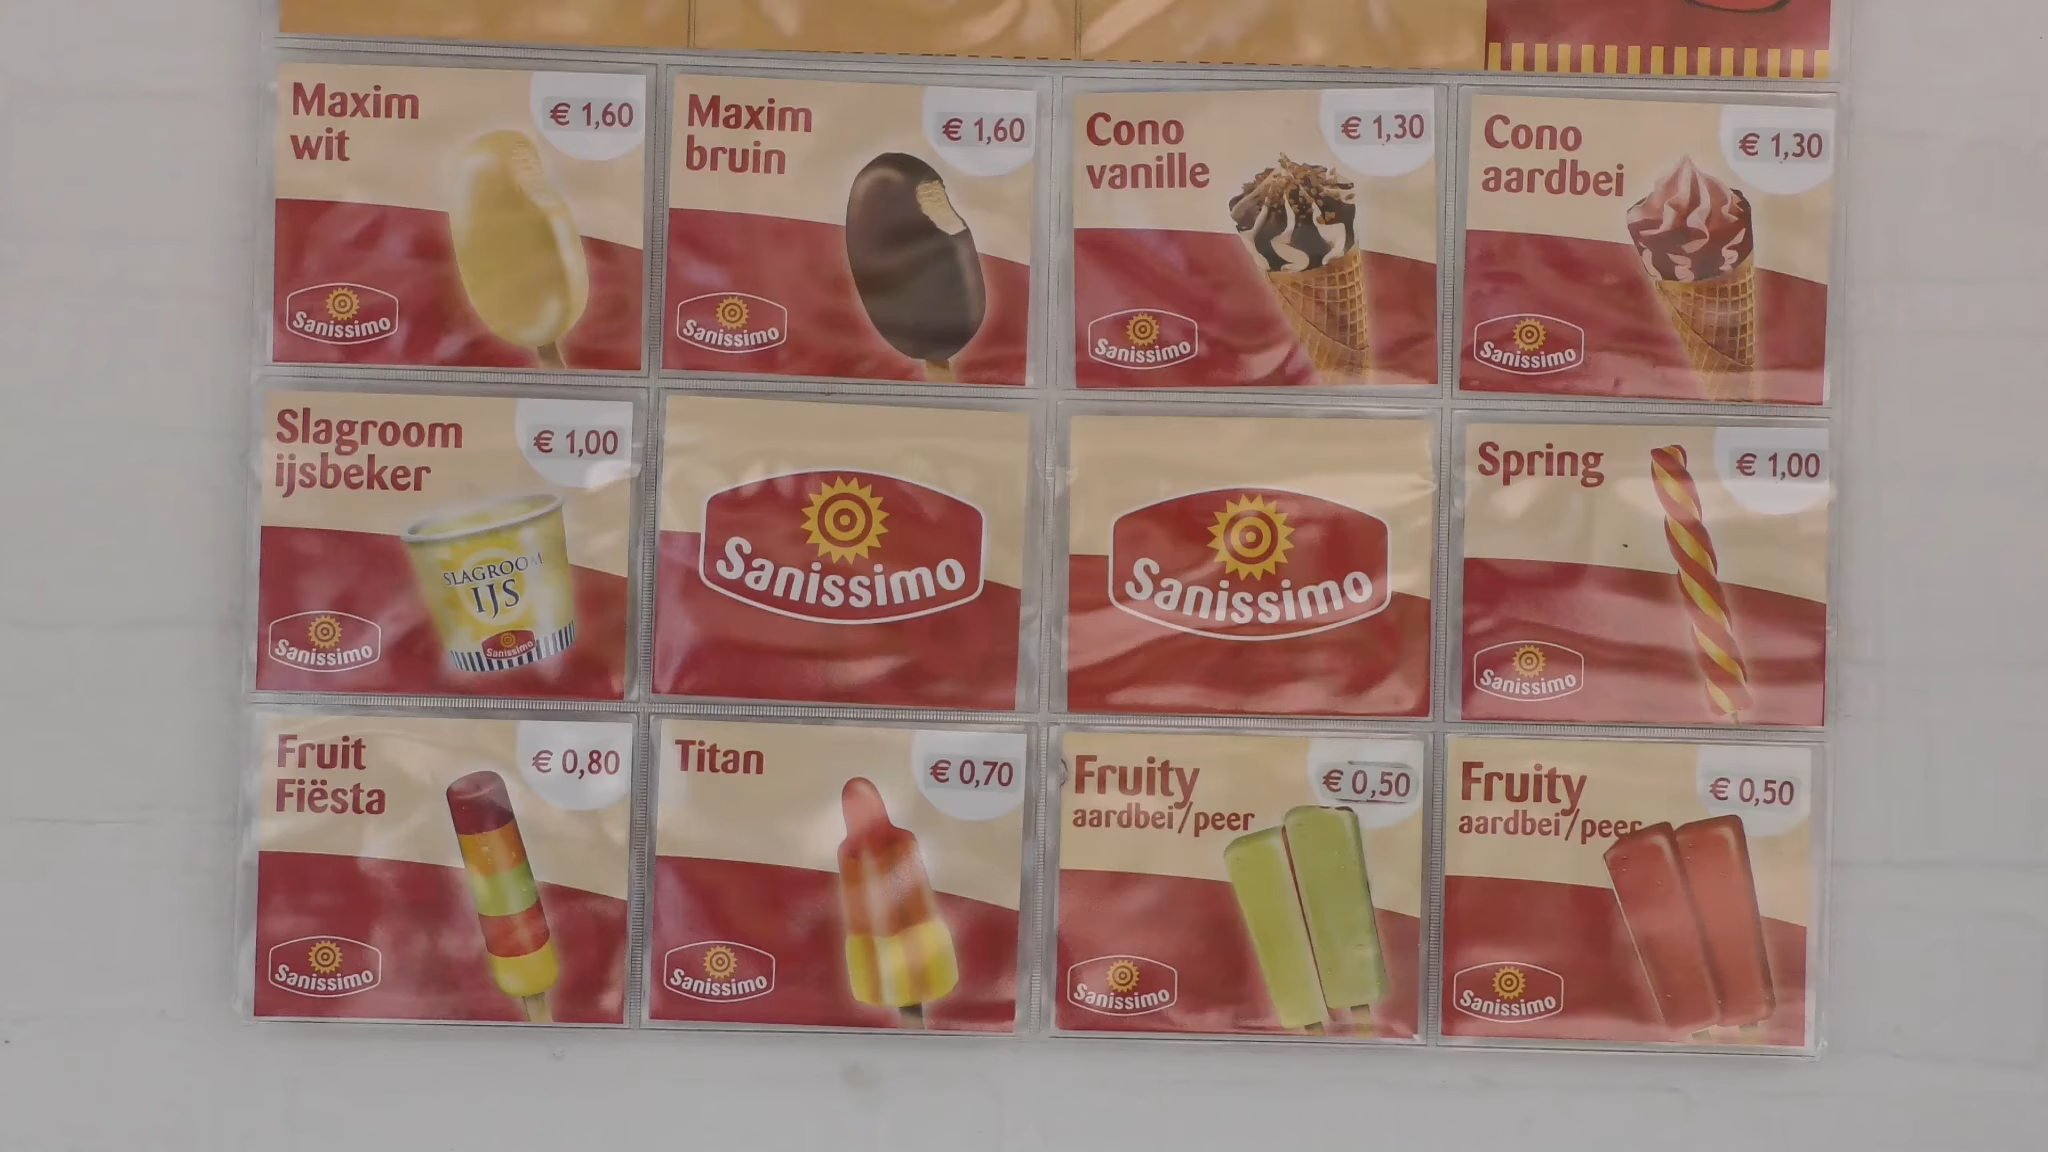 Maxim
wit
€ 1,60
Sanissimo
Maxim
bruin
€ 1,60
Sanissimo
Cono
vanille
€ 1,30
Sanissimo
Cono
aardbei
€ 1,30
Sanissimo
Slagroom
ijsbeker
€ 1,00
SLAGROOM
IJS
Sanissimo
Sanissimo
Sanissimo
Sanissimo
Spring
€ 1,00
Sanissimo
Fruit
Fiësta
€ 0,80
Sanissimo
Titan
€ 0,70
Sanissimo
Fruity
aardbei/peer
€ 0,50
Sanissimo
Fruity
aardbei/peer
€ 0,50
Sanissimo